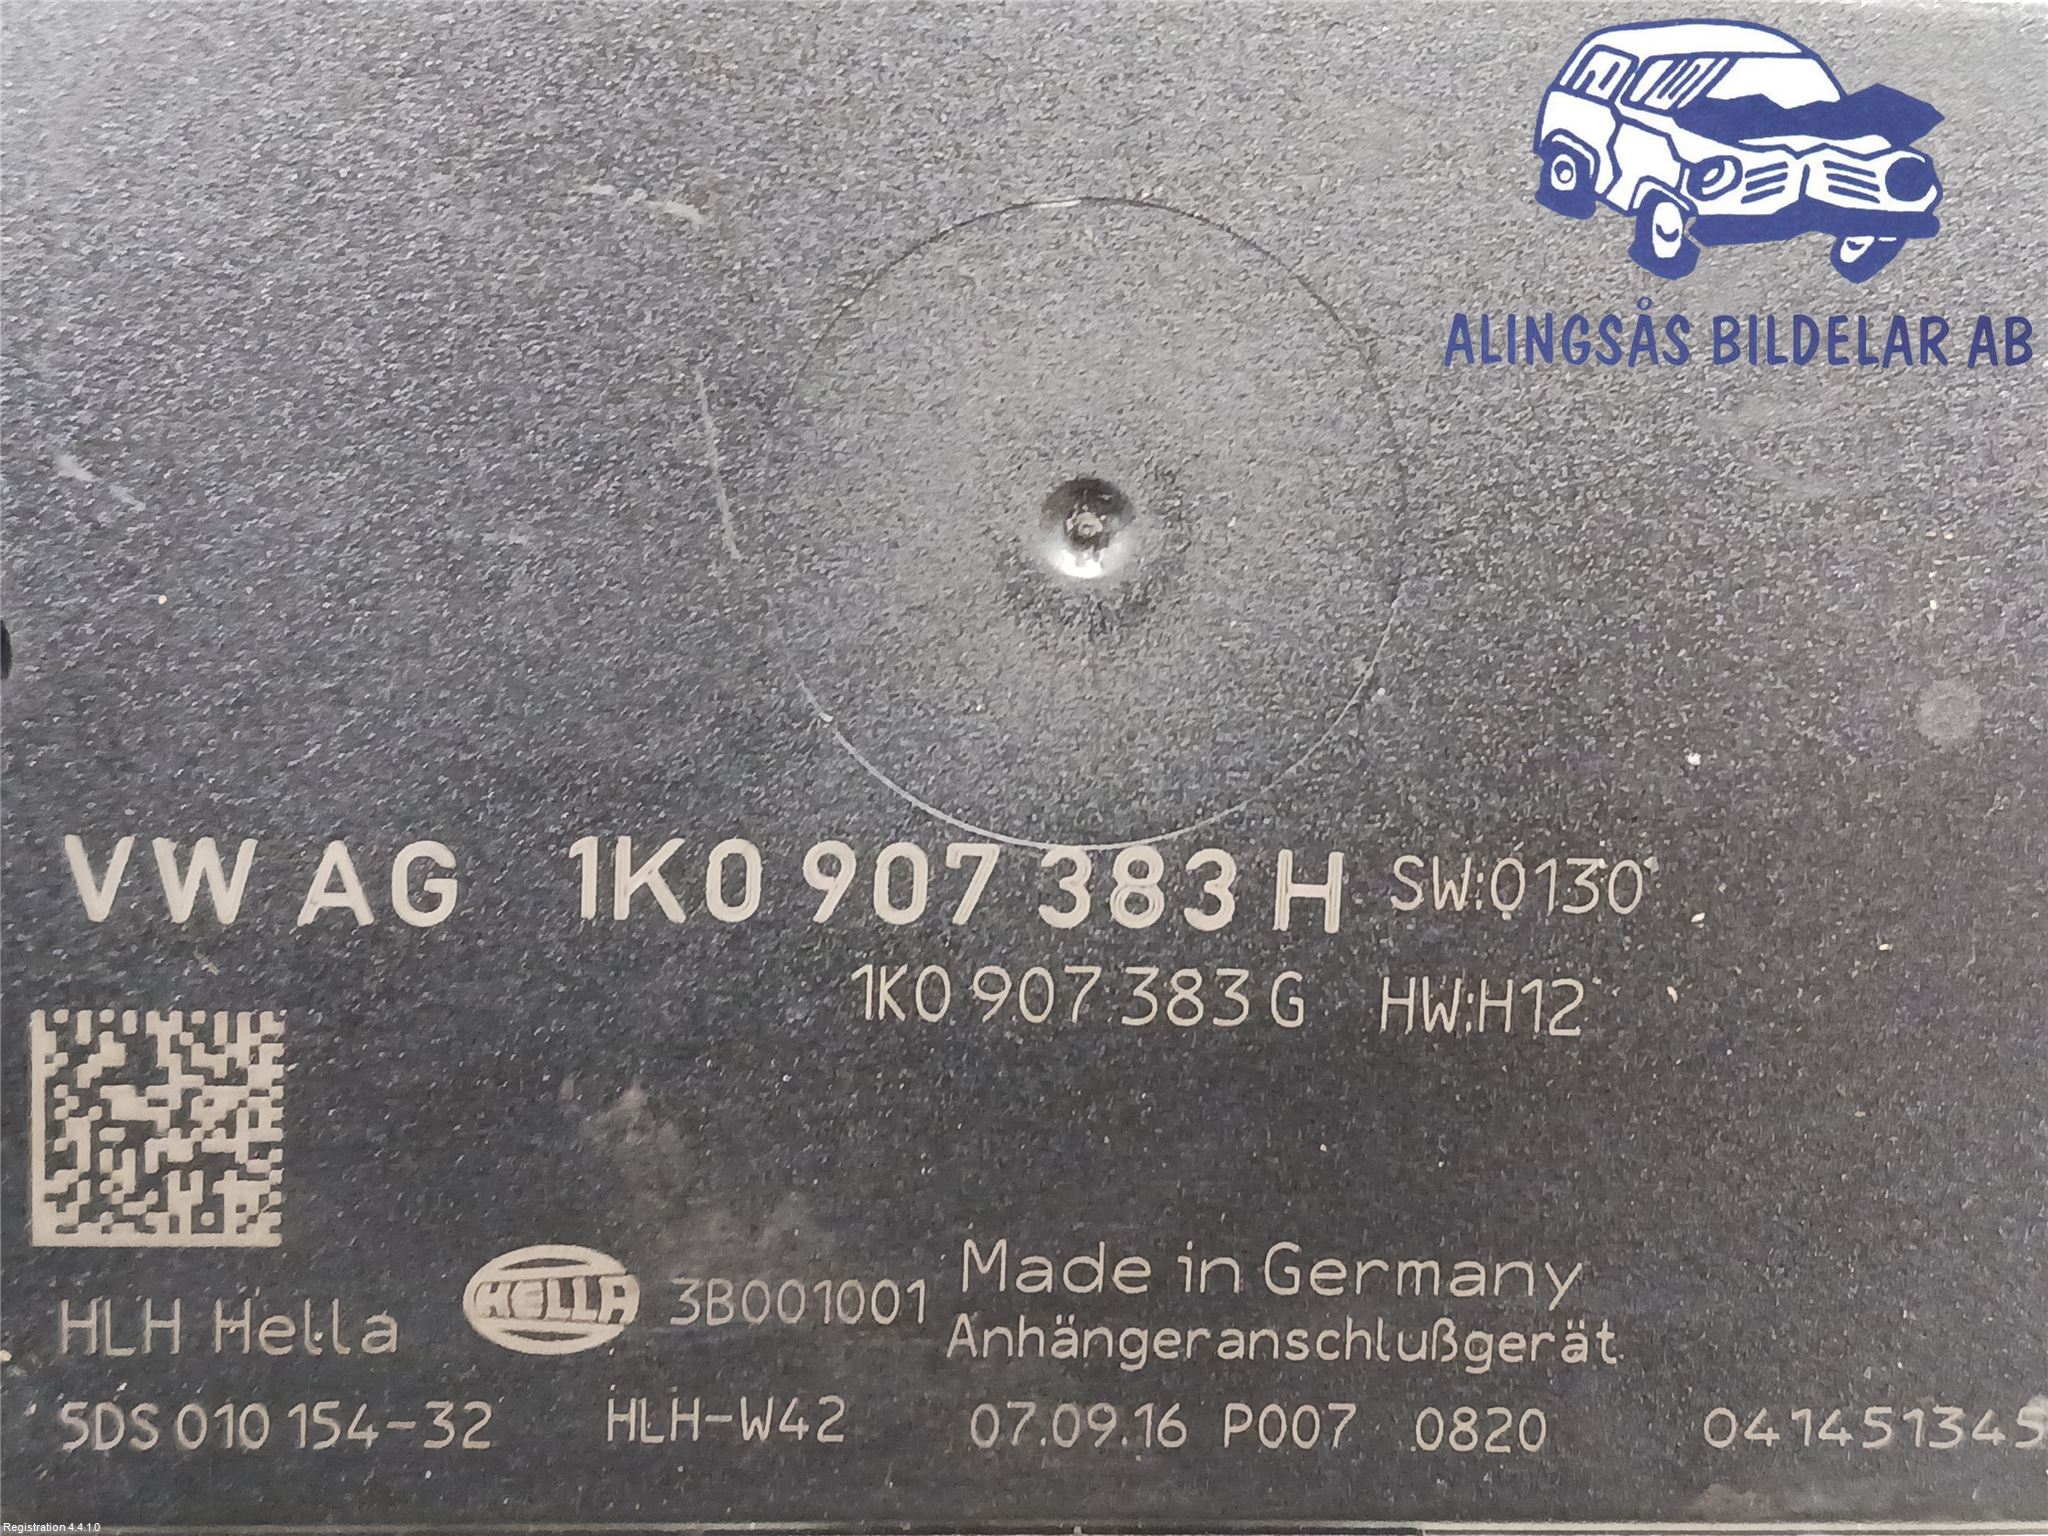 ALINGSÅS BILDELAR AB
VW AG 1K0 907 383 H SW:0130
1K0 907 383 G HW:H12
HLH Hella HELLA 3B001001 Made in Germany
Anhängeranschlußgerät
5DS 010 154-32 HLH-W42 07.09.16 P007 0820 041451345
Registration 4.4.1.0